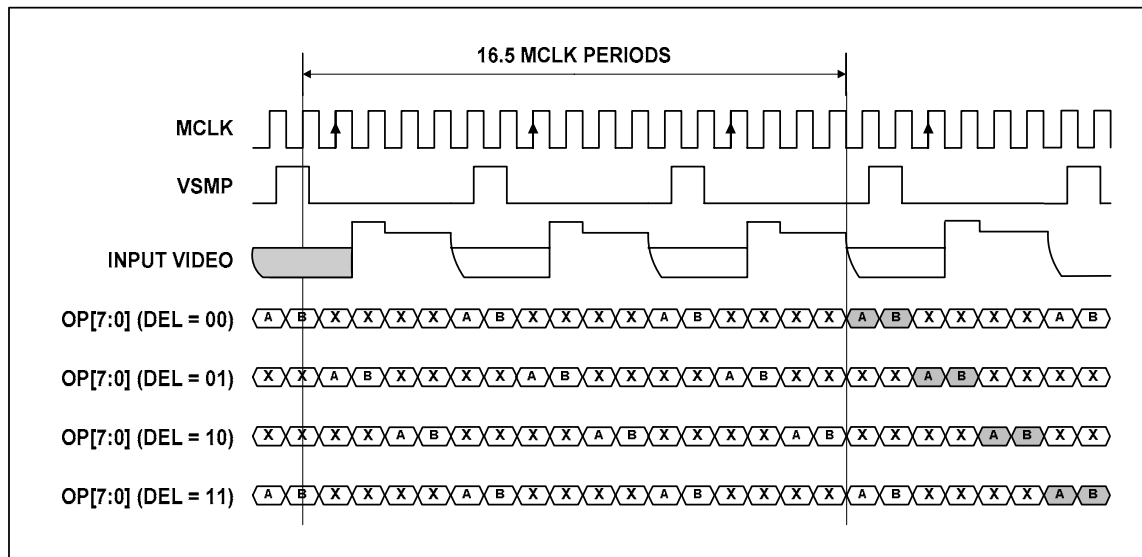 16.5 MCLK PERIODS
MCLK
VSMP
INPUT VIDEO
OP[7:0] (DEL = 00) A B X X X X A B X X X X A B X X X X A B X X X X A B
OP[7:0] (DEL = 01) X X A B X X X X A B X X X X A B X X X X A B X X X X
OP[7:0] (DEL = 10) X X X X A B X X X X A B X X X X A B X X X X A B X X
OP[7:0] (DEL = 11) A B X X X X A B X X X X A B X X X X A B X X X X A B